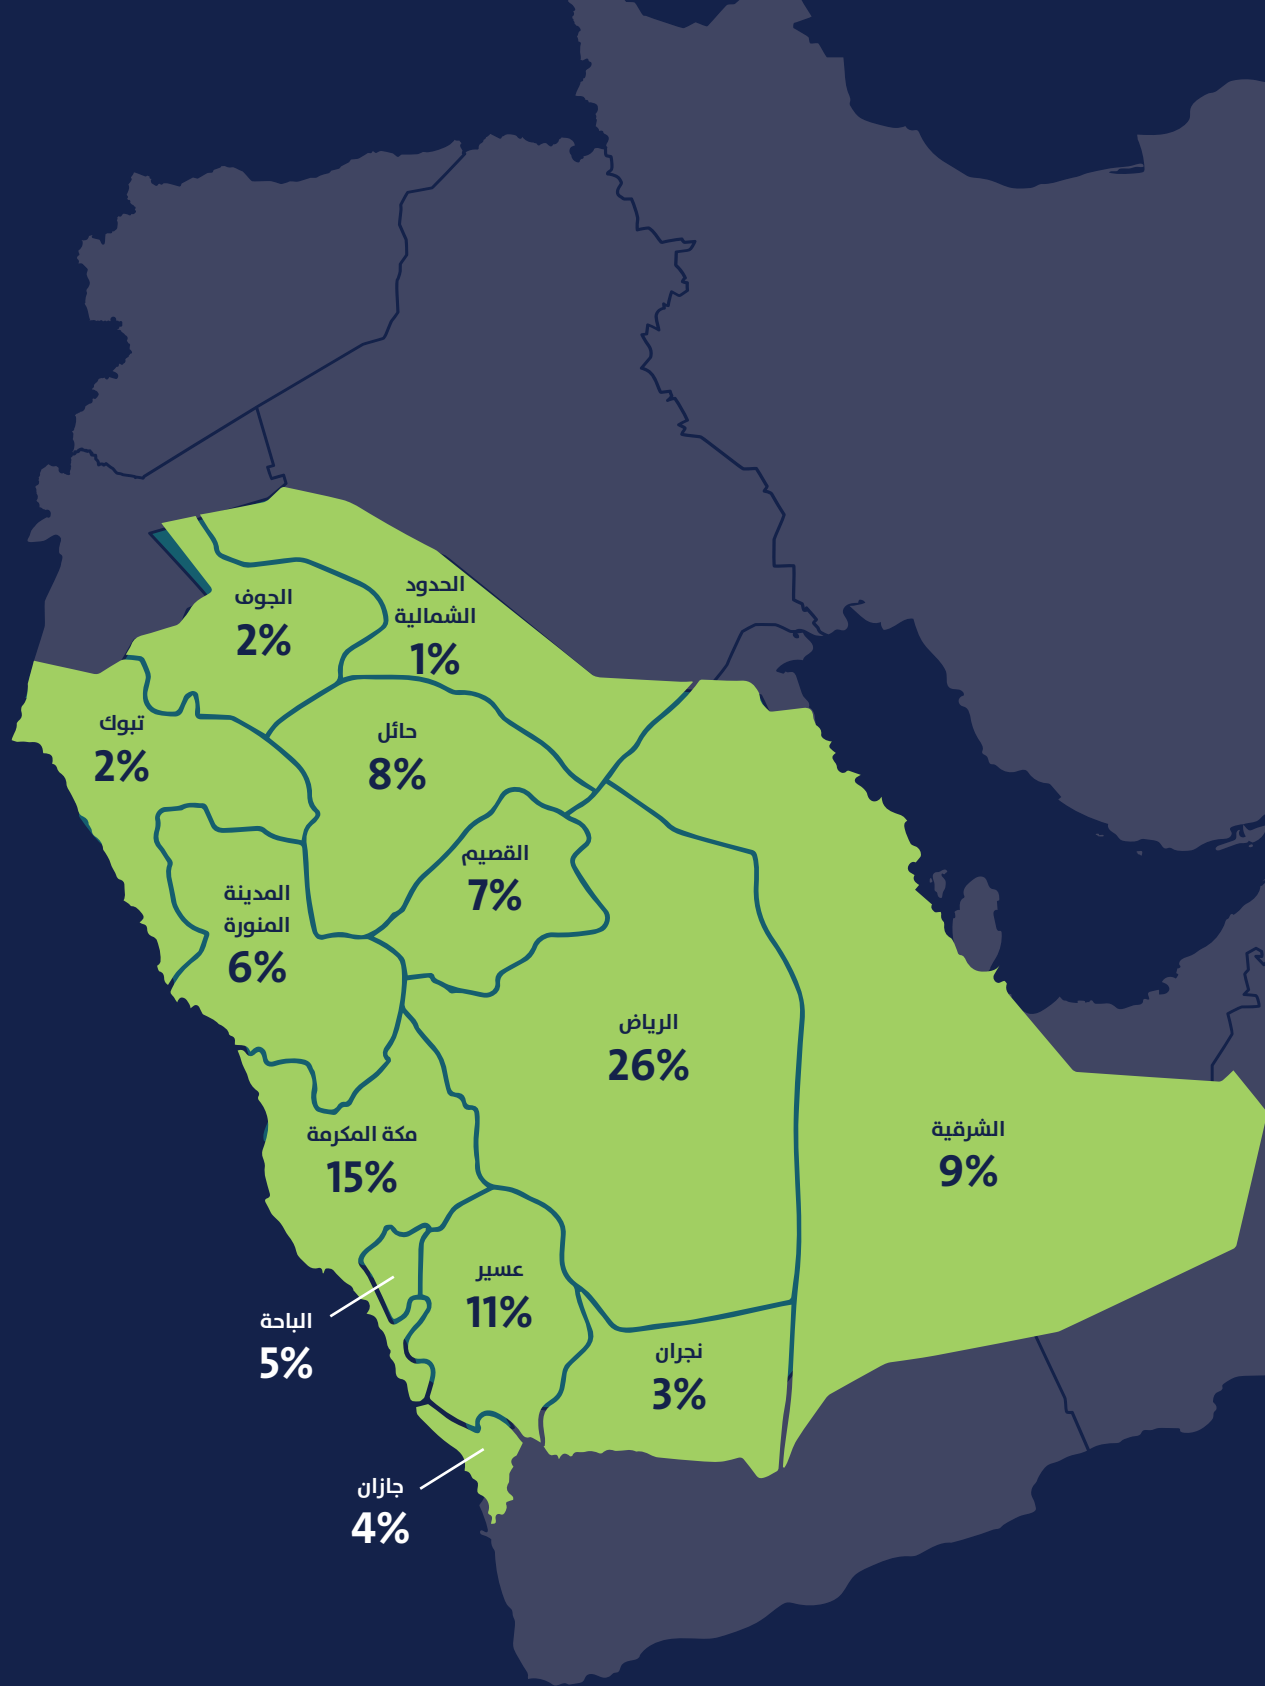 الحدود
الشمالية
1%
الجوف
2%
تبوك
2%
حائل
8%
القصيم
7%
المدينة
المنورة
6%
الرياض
26%
الشرقية
9%
مكة المكرمة
15%
عسير
11%
الباحة
5%
نجران
3%
جازان
4%